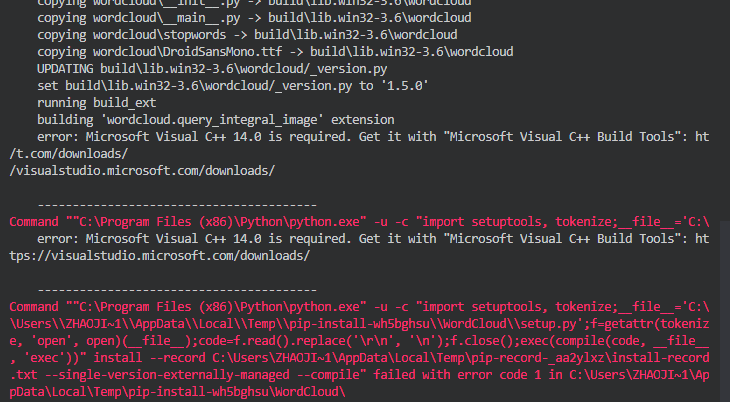 copying wordcloud\__init__.py -> build\lib.win32-3.6\wordcloud
copying wordcloud\__main__.py -> build\lib.win32-3.6\wordcloud
copying wordcloud\stopwords -> build\lib.win32-3.6\wordcloud
copying wordcloud\DroidSansMono.ttf -> build\lib.win32-3.6\wordcloud
UPDATING build\lib.win32-3.6\wordcloud/_version.py
set build\lib.win32-3.6\wordcloud/_version.py to '1.5.0'
running build_ext
building 'wordcloud.query_integral_image' extension
error: Microsoft Visual C++ 14.0 is required. Get it with "Microsoft Visual C++ Build Tools": ht
/t.com/downloads/
/visualstudio.microsoft.com/downloads/
----------------------------------------
Command ""C:\Program Files (x86)\Python\python.exe" -u -c "import setuptools, tokenize;__file__='C:\
error: Microsoft Visual C++ 14.0 is required. Get it with "Microsoft Visual C++ Build Tools": ht
tps://visualstudio.microsoft.com/downloads/
----------------------------------------
Command ""C:\Program Files (x86)\Python\python.exe" -u -c "import setuptools, tokenize;__file__='C:\
\Users\\ZHAOJI~1\\AppData\\Local\\Temp\\pip-install-wh5bghsu\\WordCloud\\setup.py';f=getattr(tokeniz
e, 'open', open)(__file__);code=f.read().replace('\r\n', '\n');f.close();exec(compile(code, __file__
, 'exec'))" install --record C:\Users\ZHAOJI~1\AppData\Local\Temp\pip-record-_aa2ylxz\install-record
.txt --single-version-externally-managed --compile" failed with error code 1 in C:\Users\ZHAOJI~1\Ap
pData\Local\Temp\pip-install-wh5bghsu\WordCloud\